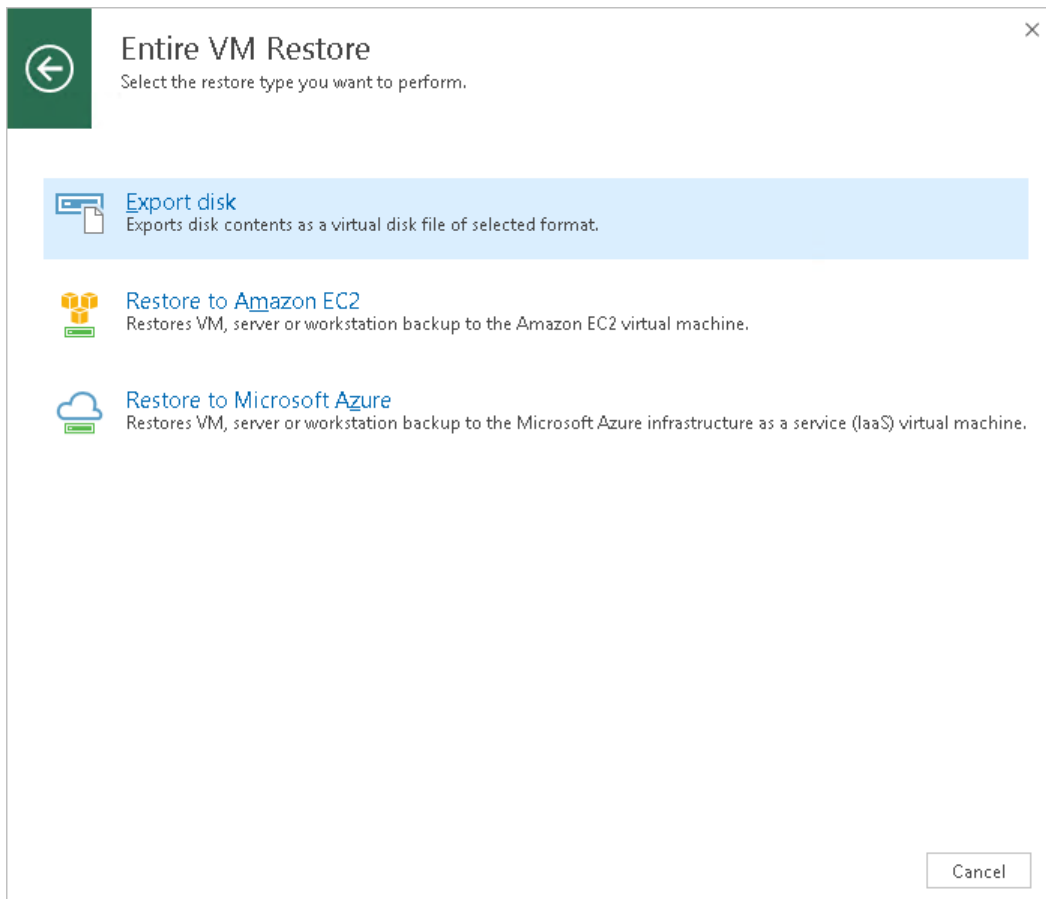 Entire VM Restore
Select the restore type you want to perform.
Export disk
Exports disk contents as a virtual disk file of selected format.
Restore to Amazon EC2
Restores VM, server or workstation backup to the Amazon EC2 virtual machine.
Restore to Microsoft Azure
Restores VM, server or workstation backup to the Microsoft Azure infrastructure as a service (IaaS) virtual machine.
Cancel